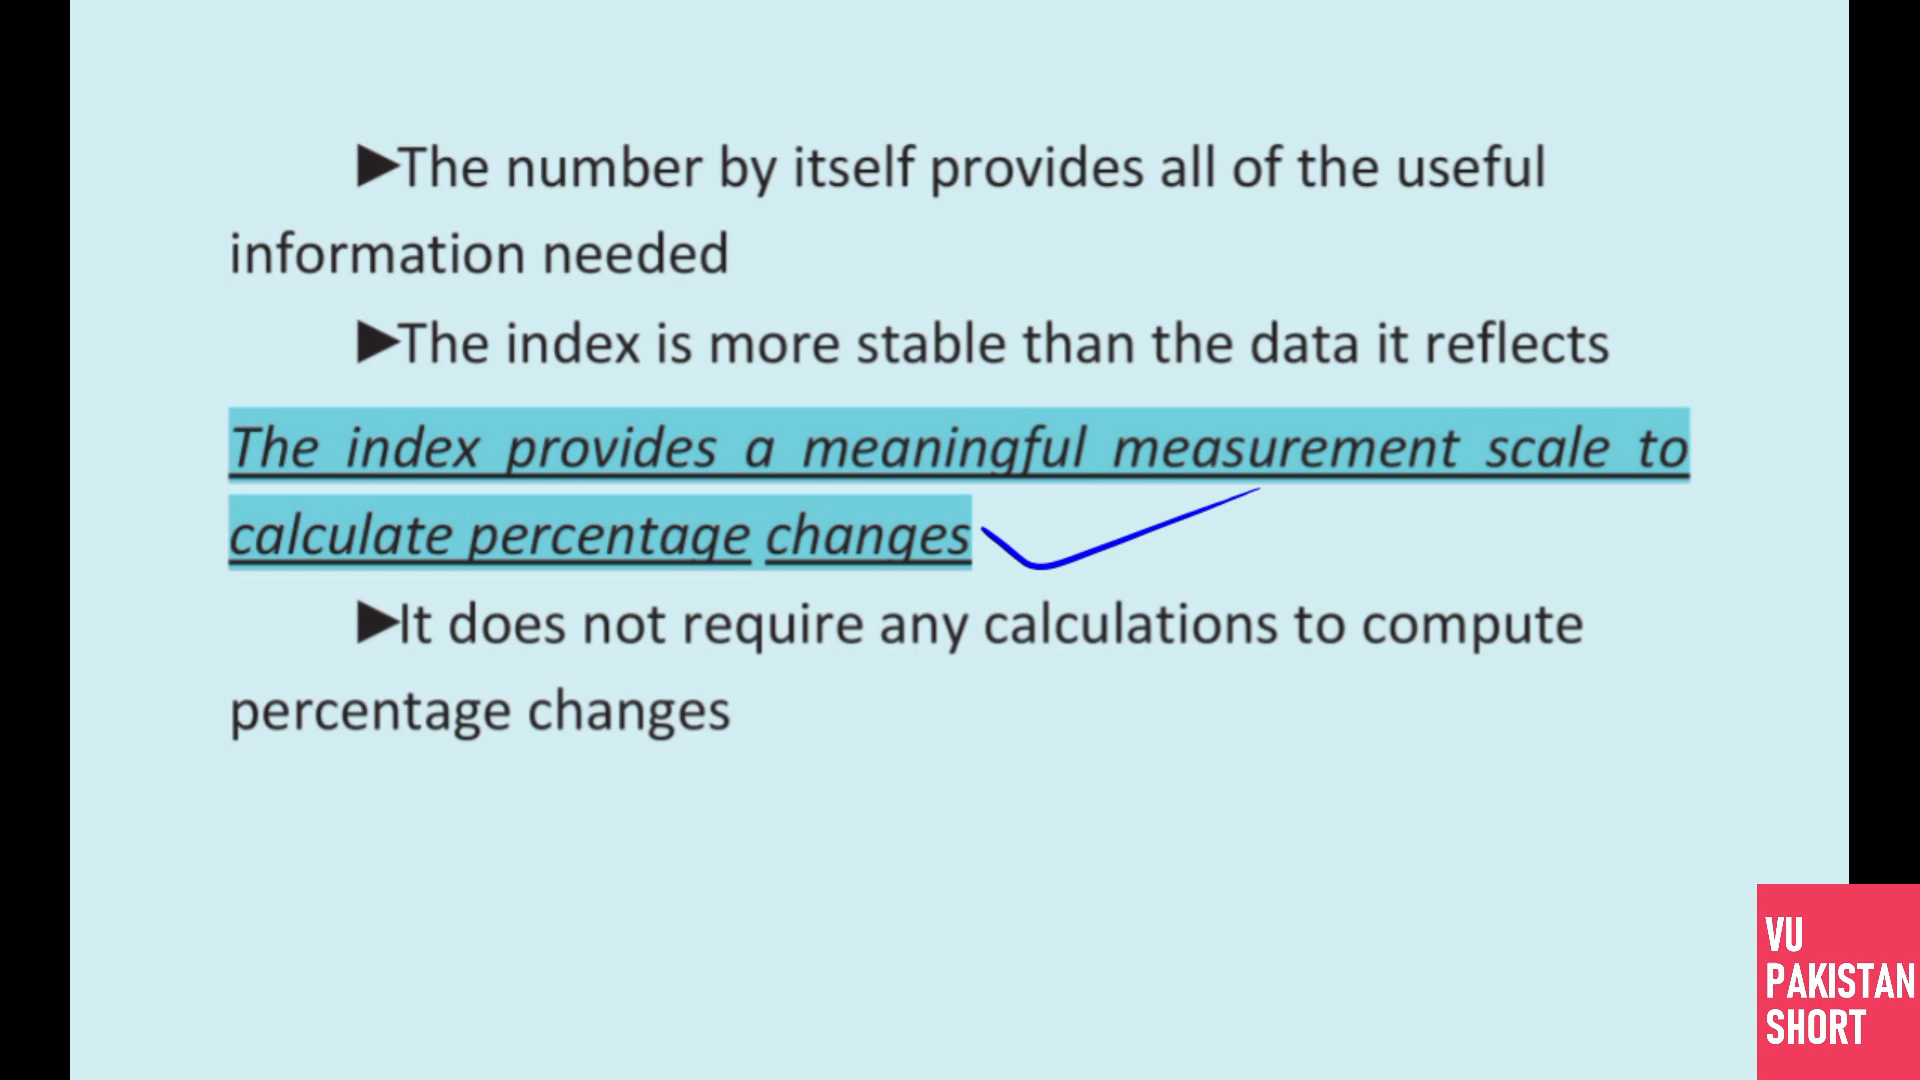 ►The number by itself provides all of the useful
information needed
►The index is more stable than the data it reflects
The index provides a meaningful measurement scale to
calculate percentage changes
►It does not require any calculations to compute
percentage changes
VU
PAKISTAN
SHORT